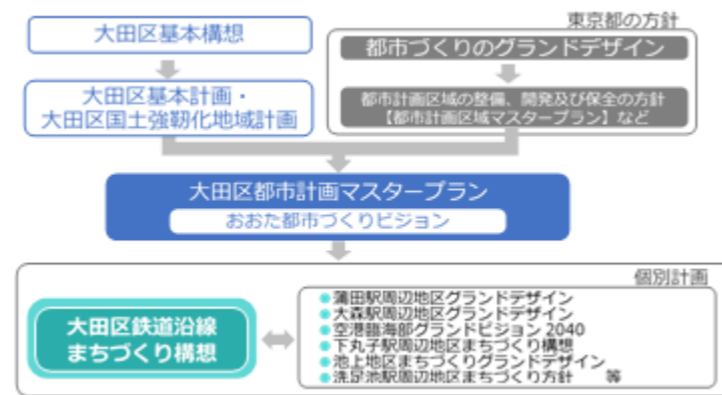 大田区基本構想
東京都の方針
都市づくりのグランドデザイン
大田区基本計画・
大田区国土強靭化地域計画
都市計画区域の整備、開発及び保全の方針
【都市計画区域マスタープラン】など
大田区都市計画マスタープラン
おおた都市づくりビジョン
個別計画
大田区鉄道沿線
まちづくり構想
●蒲田駅周辺地区グランドデザイン
●大森駅周辺地区グランドデザイン
●空港臨海部グランドビジョン 2040
●下丸子駅周辺地区まちづくり構想
●池上地区まちづくりグランドデザイン
●洗足池駅周辺地区まちづくり方針 等